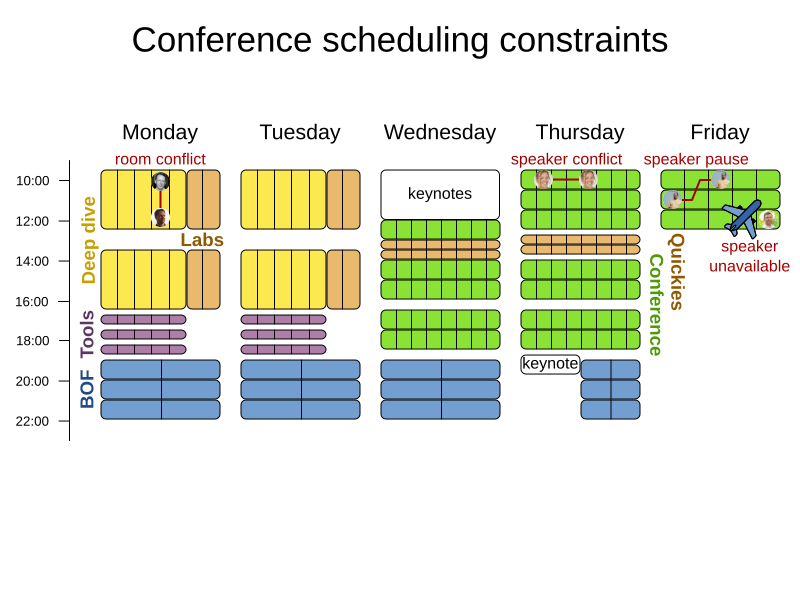 Conference scheduling constraints
Monday
Tuesday
Wednesday
Thursday
Friday
room conflict
speaker conflict
speaker pause
10:00
12:00
14:00
16:00
18:00
20:00
22:00
Deep dive
Labs
Tools
BOF
keynotes
keynote
Quickies
Conference
speaker
unavailable